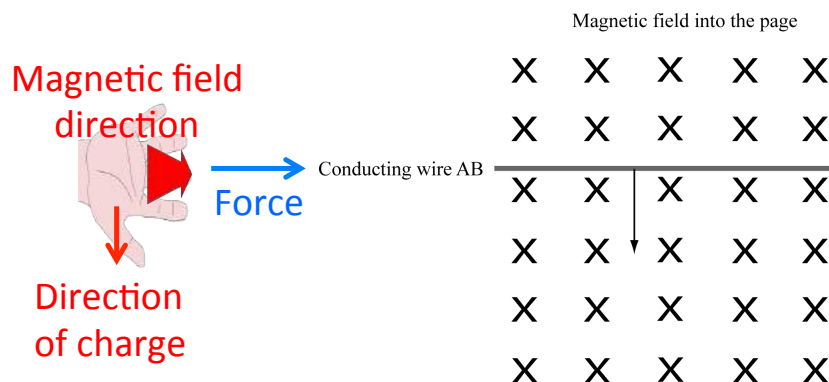 Magnetic field into the page
Magnetic field
direction
Force
Conducting wire AB
Direction
of charge
X X X X X
X X X X X
X X X X X
X X X X X
X X X X X
X X X X X